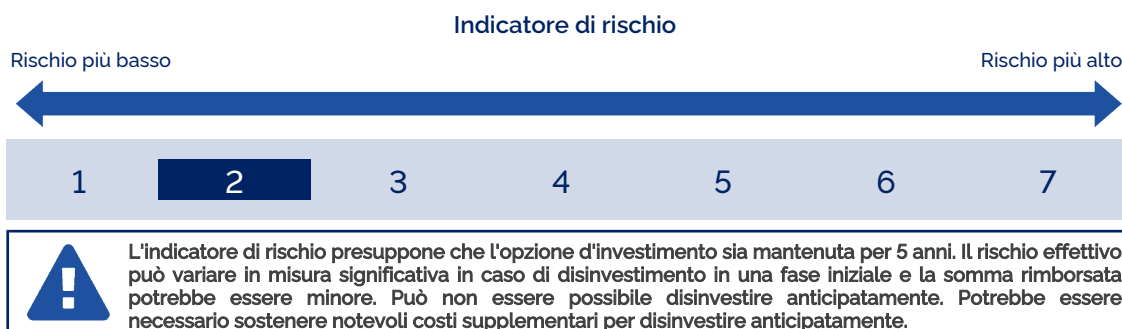 Indicatore di rischio
Rischio più basso Rischio più alto
1 2 3 4 5 6 7
L'indicatore di rischio presuppone che l'opzione d'investimento sia mantenuta per 5 anni. Il rischio effettivo
può variare in misura significativa in caso di disinvestimento in una fase iniziale e la somma rimborsata
potrebbe essere minore. Può non essere possibile disinvestire anticipatamente. Potrebbe essere
necessario sostenere notevoli costi supplementari per disinvestire anticipatamente.